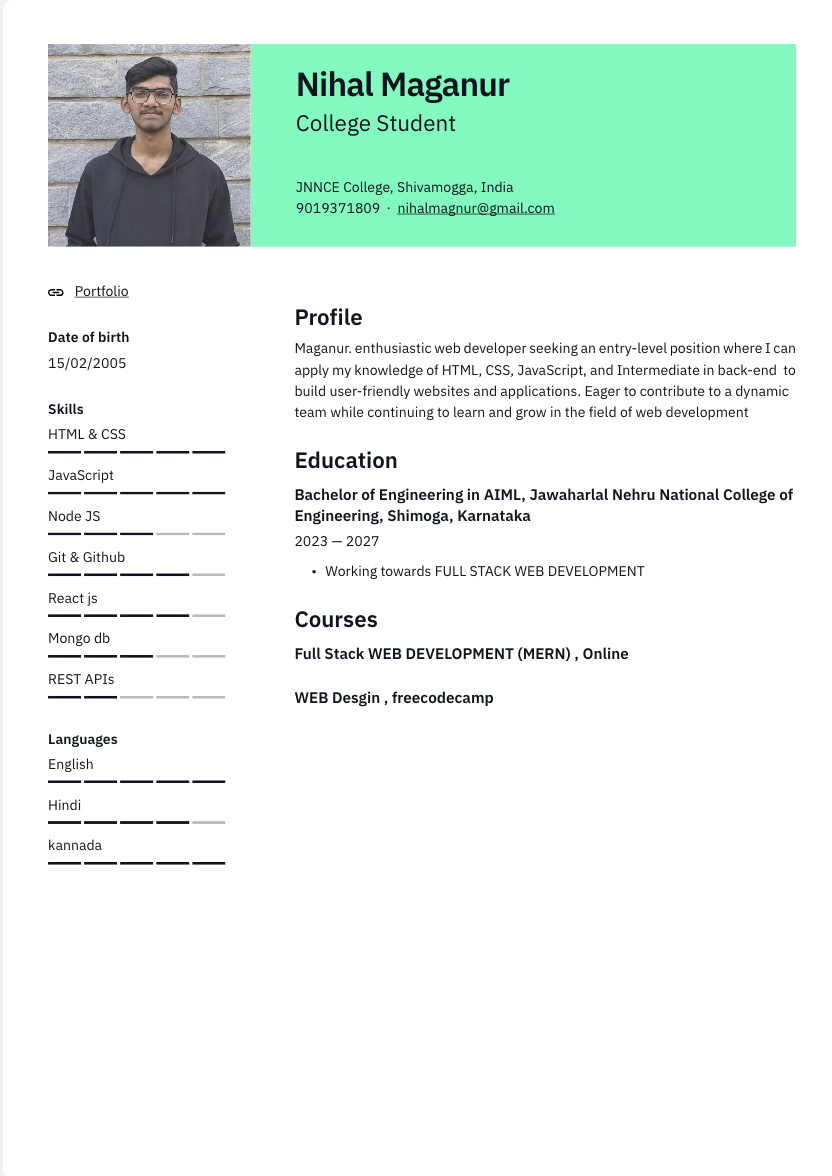 Nihal Maganur
College Student
JNNCE College, Shivamogga, India
9019371809 · nihalmagnur@gmail.com
Portfolio
Date of birth
15/02/2005
Skills
HTML & CSS
JavaScript
Node JS
Git & Github
React js
Mongo db
REST APIs
Languages
English
Hindi
kannada
Profile
Maganur. enthusiastic web developer seeking an entry-level position where I can
apply my knowledge of HTML, CSS, JavaScript, and Intermediate in back-end  to
build user-friendly websites and applications. Eager to contribute to a dynamic
team while continuing to learn and grow in the field of web development
Education
Bachelor of Engineering in AIML, Jawaharlal Nehru National College of
Engineering, Shimoga, Karnataka
2023 — 2027
• Working towards FULL STACK WEB DEVELOPMENT
Courses
Full Stack WEB DEVELOPMENT (MERN) , Online
WEB Desgin , freecodecamp